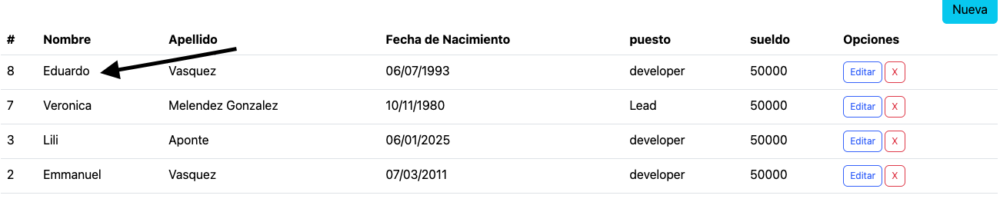 Nueva
# Nombre Apellido Fecha de Nacimiento puesto sueldo Opciones
8 Eduardo Vasquez 06/07/1993 developer 50000 Editar X
7 Veronica Melendez Gonzalez 10/11/1980 Lead 50000 Editar X
3 Lili Aponte 06/01/2025 developer 50000 Editar X
2 Emmanuel Vasquez 07/03/2011 developer 50000 Editar X